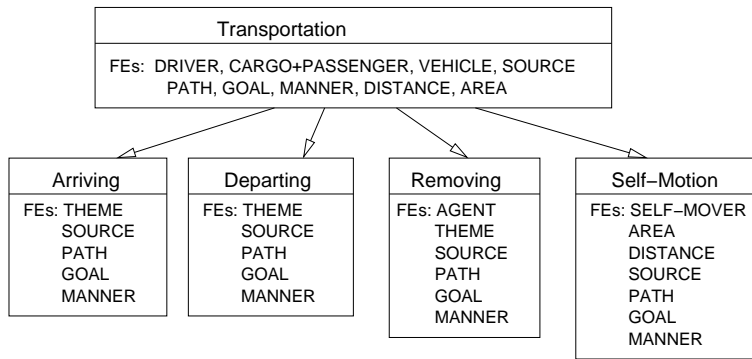 Transportation
FEs: DRIVER, CARGO+PASSENGER, VEHICLE, SOURCE
PATH, GOAL, MANNER, DISTANCE, AREA
Arriving
FEs: THEME
SOURCE
PATH
GOAL
MANNER
Departing
FEs: THEME
SOURCE
PATH
GOAL
MANNER
Removing
FEs: AGENT
THEME
SOURCE
PATH
GOAL
MANNER
Self−Motion
FEs: SELF−MOVER
AREA
DISTANCE
SOURCE
PATH
GOAL
MANNER